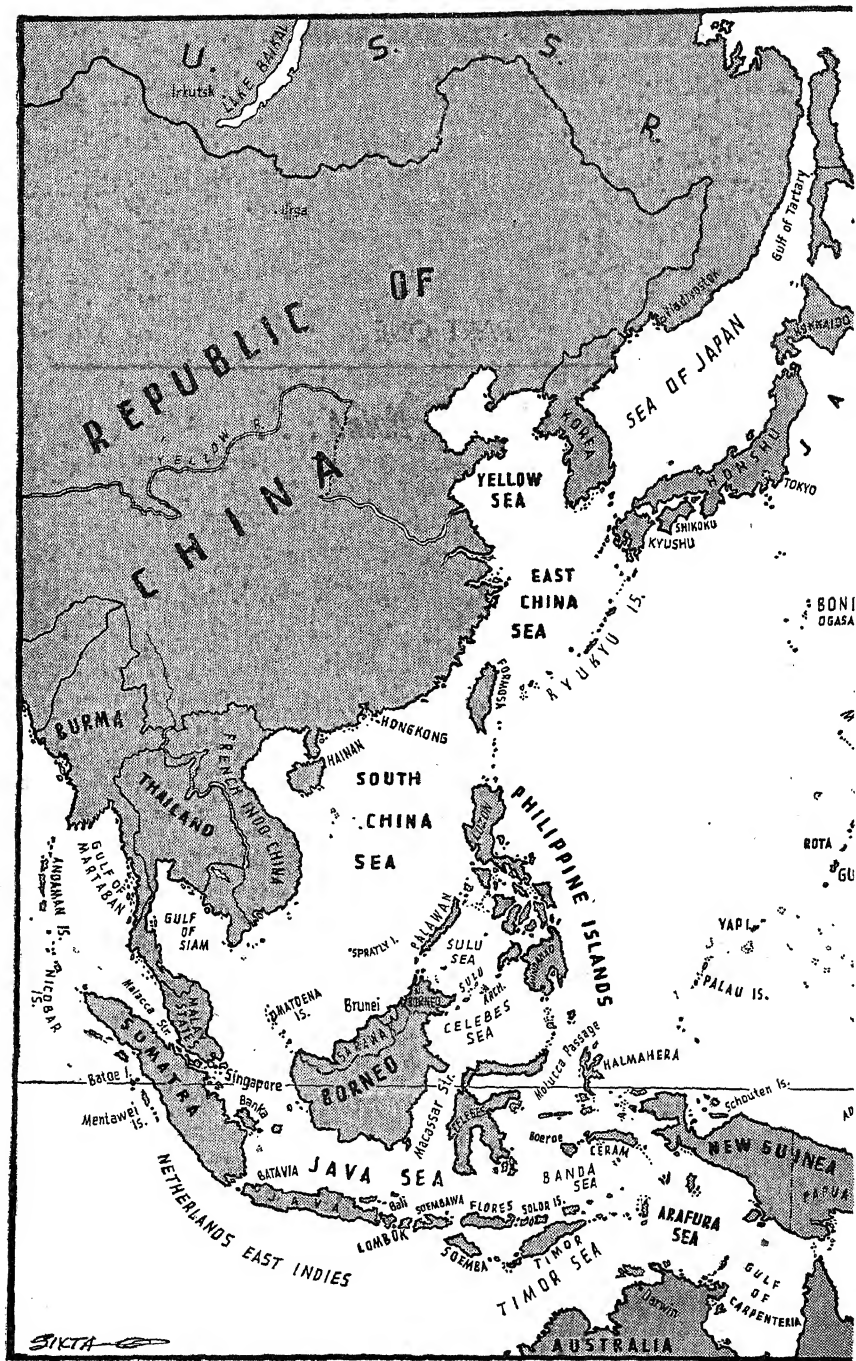 U. S. S. R.
Irkutsk
LAKE BAIKAL
Urga
Gulf of Tartary
REPUBLIC OF
CHINA
Vladivostok
HOKKAIDO
SEA OF JAPAN
J A
YELLOW R.
KOREA
HONSHU
YELLOW
SEA
TOKYO
SHIKOKU
KYUSHU
EAST
CHINA
SEA
RYUKYU IS.
BONI
OGASA
FORMOSA
BURMA
HONGKONG
HAINAN
FRENCH INDO-CHINA
THAILAND
SOUTH
CHINA
SEA
LUZON
PHILIPPINE ISLANDS
ROTA
GU
GULF OF
MARTABAN
ANDAMAN IS.
GULF
OF
SIAM
PALAWAN
SPRATLY I.
SULU
SEA
YAP I.
NICOBAR
IS.
PALAU IS.
Malacca Str.
MALAY
STATES
NATOENA
IS.
Brunei
N.
BORNEO
SULU
ARCH.
CELEBES
SEA
SARAWAK
Molucca Passage
HALMAHERA
SUMATRA
Singapore
BORNEO
Batoe I.
Banka
Mentawei
IS.
Macassar Str.
CELEBES
Schouten Is.
AD
Boeroe
CERAM
NEW GUINEA
PAPUA
BATAVIA
JAVA SEA
BANDA
SEA
JAVA
Bali
SOEMBAWA
FLORES
SOLOR IS.
LOMBOK
SOEMBA
TIMOR
ARAFURA
SEA
NETHERLANDS EAST INDIES
TIMOR SEA
GULF
OF
CARPENTERIA
Darwin
AUSTRALIA
SIKTA